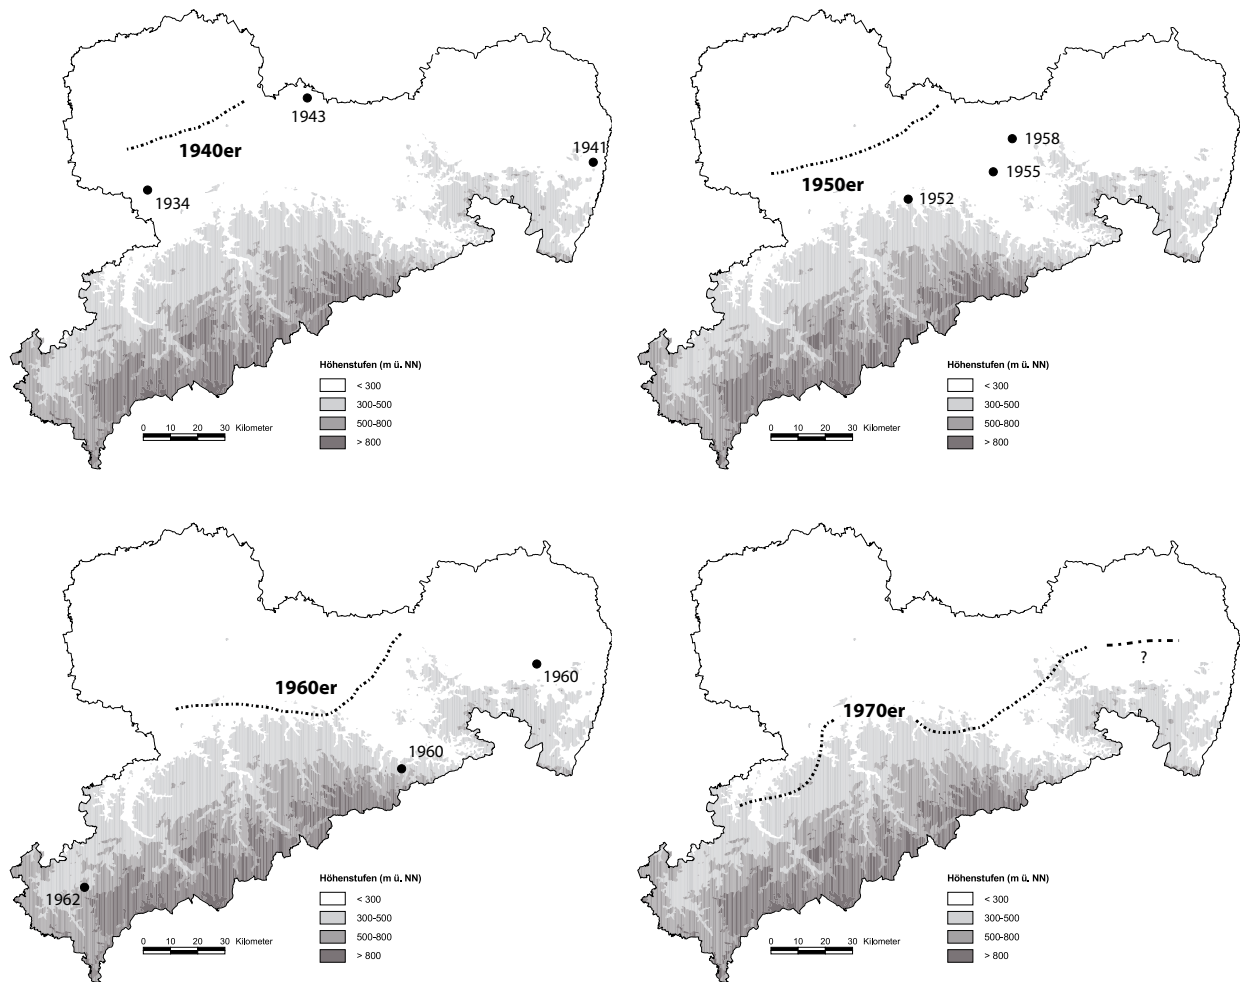 1943
1940er
1941
1934
Höhenstufen (m ü. NN)
< 300
300-500
500-800
> 800
0 10 20 30 Kilometer
1958
1955
1950er
1952
Höhenstufen (m ü. NN)
< 300
300-500
500-800
> 800
0 10 20 30 Kilometer
1960er
1960
1960
1962
Höhenstufen (m ü. NN)
< 300
300-500
500-800
> 800
0 10 20 30 Kilometer
?
1970er
Höhenstufen (m ü. NN)
< 300
300-500
500-800
> 800
0 10 20 30 Kilometer